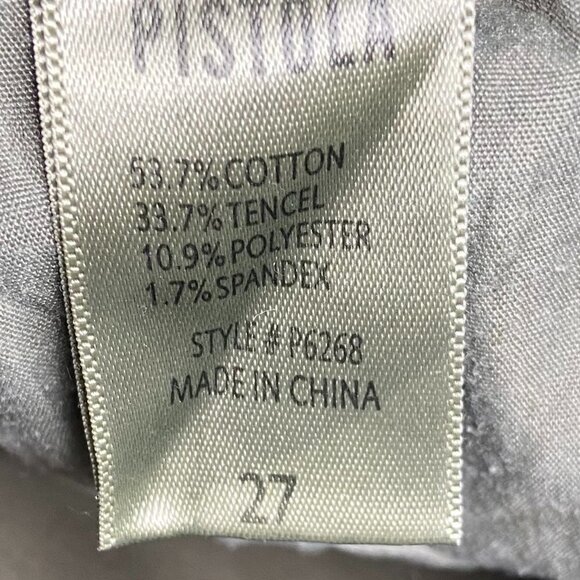 PISTOLA
53.7% COTTON
33.7% TENCEL
10.9% POLYESTER
1.7% SPANDEX
STYLE # P6268
MADE IN CHINA
27